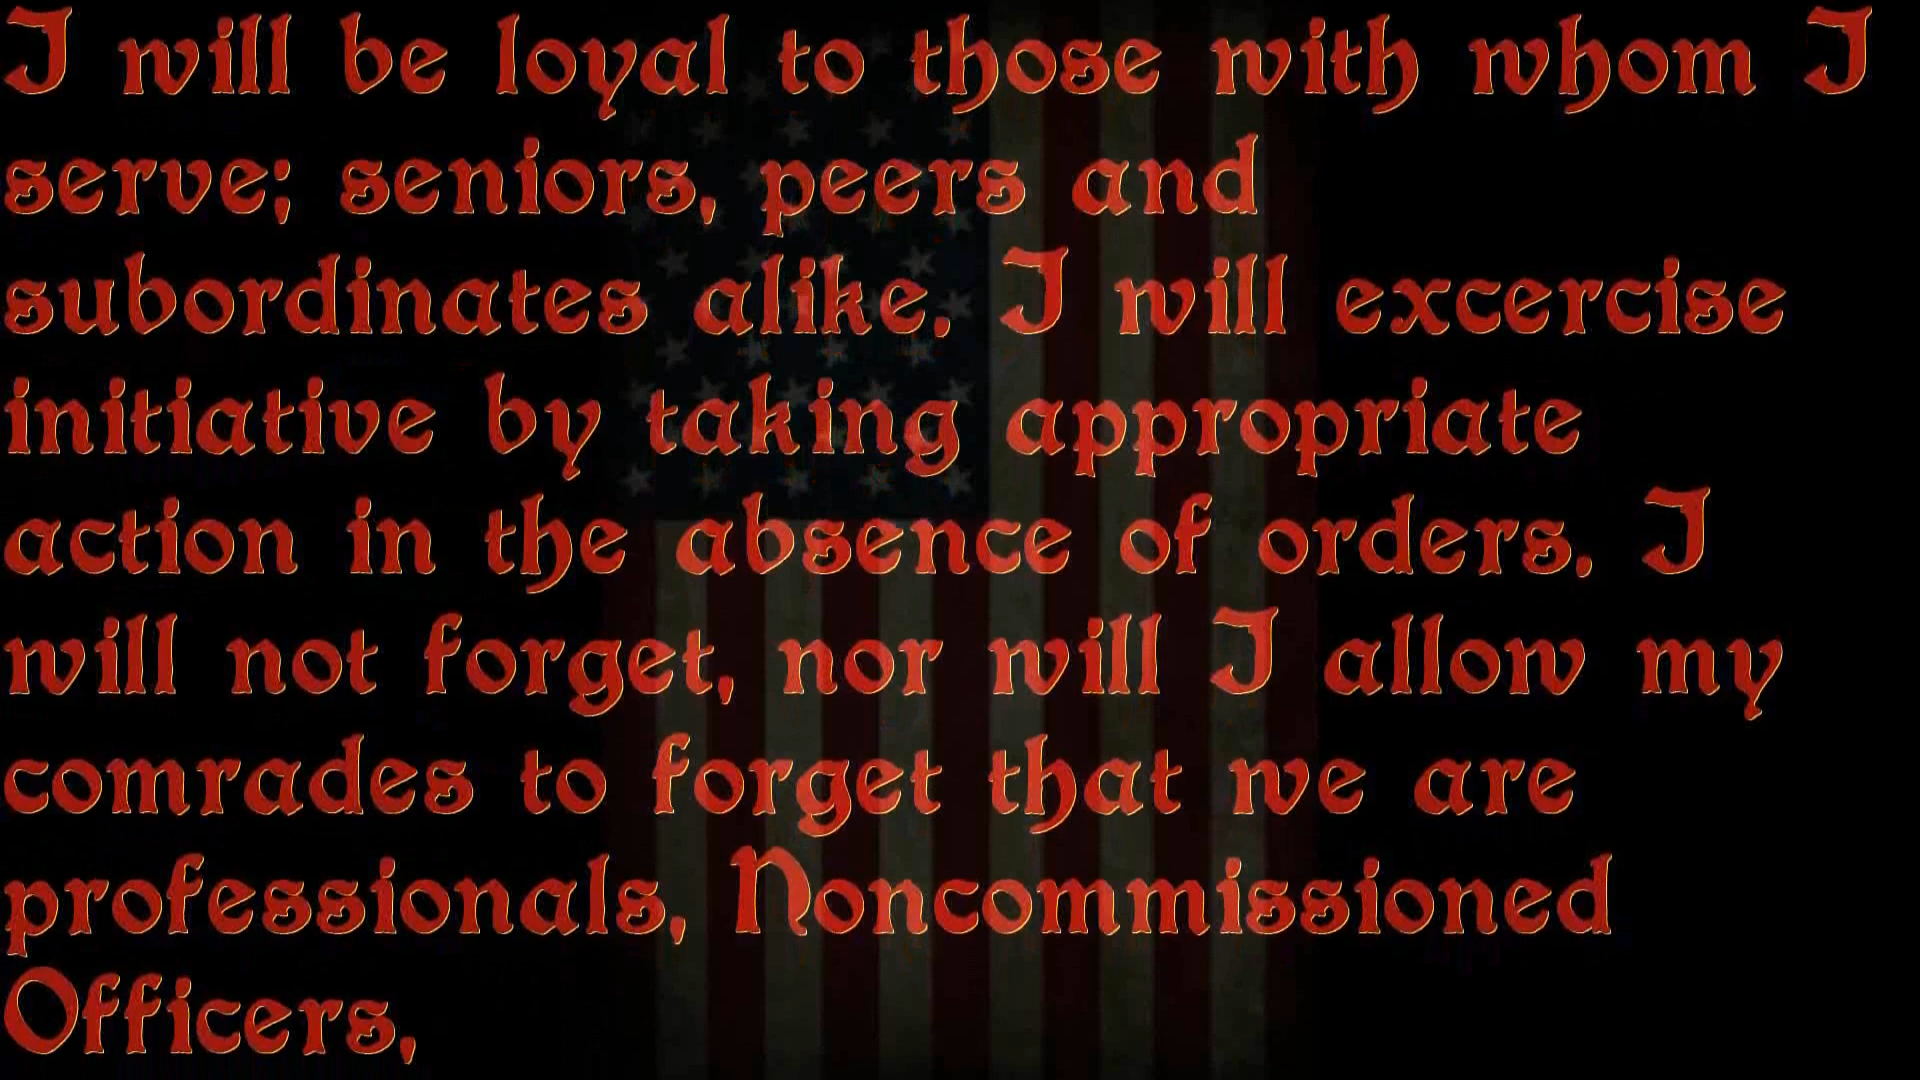 I will be loyal to those with whom I
serve; seniors, peers and
subordinates alike. I will excercise
initiative by taking appropriate
action in the absence of orders. I
will not forget, nor will I allow my
comrades to forget that we are
professionals, Noncommissioned
Officers,